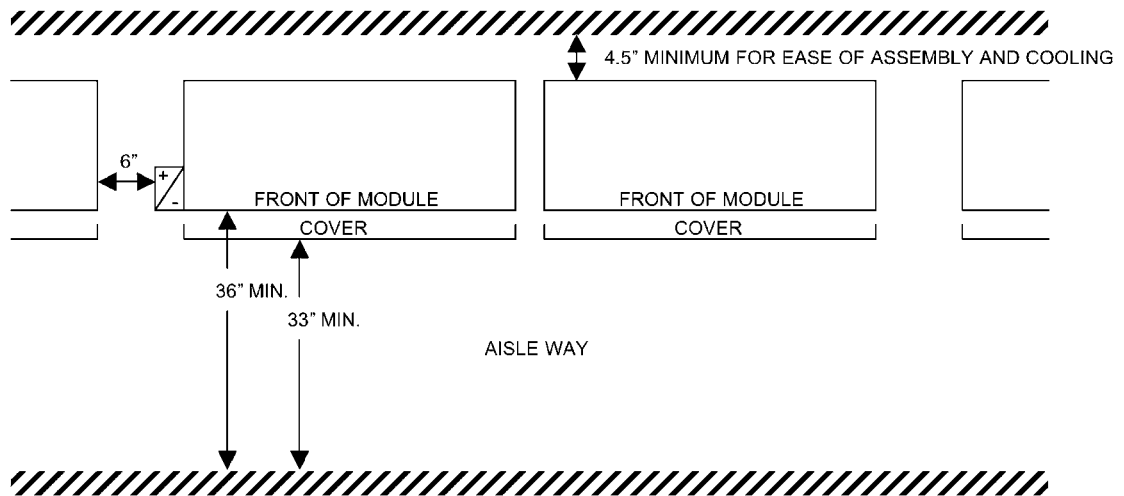 4.5” MINIMUM FOR EASE OF ASSEMBLY AND COOLING
6”
+
-
FRONT OF MODULE
FRONT OF MODULE
COVER
COVER
36” MIN.
33” MIN.
AISLE WAY